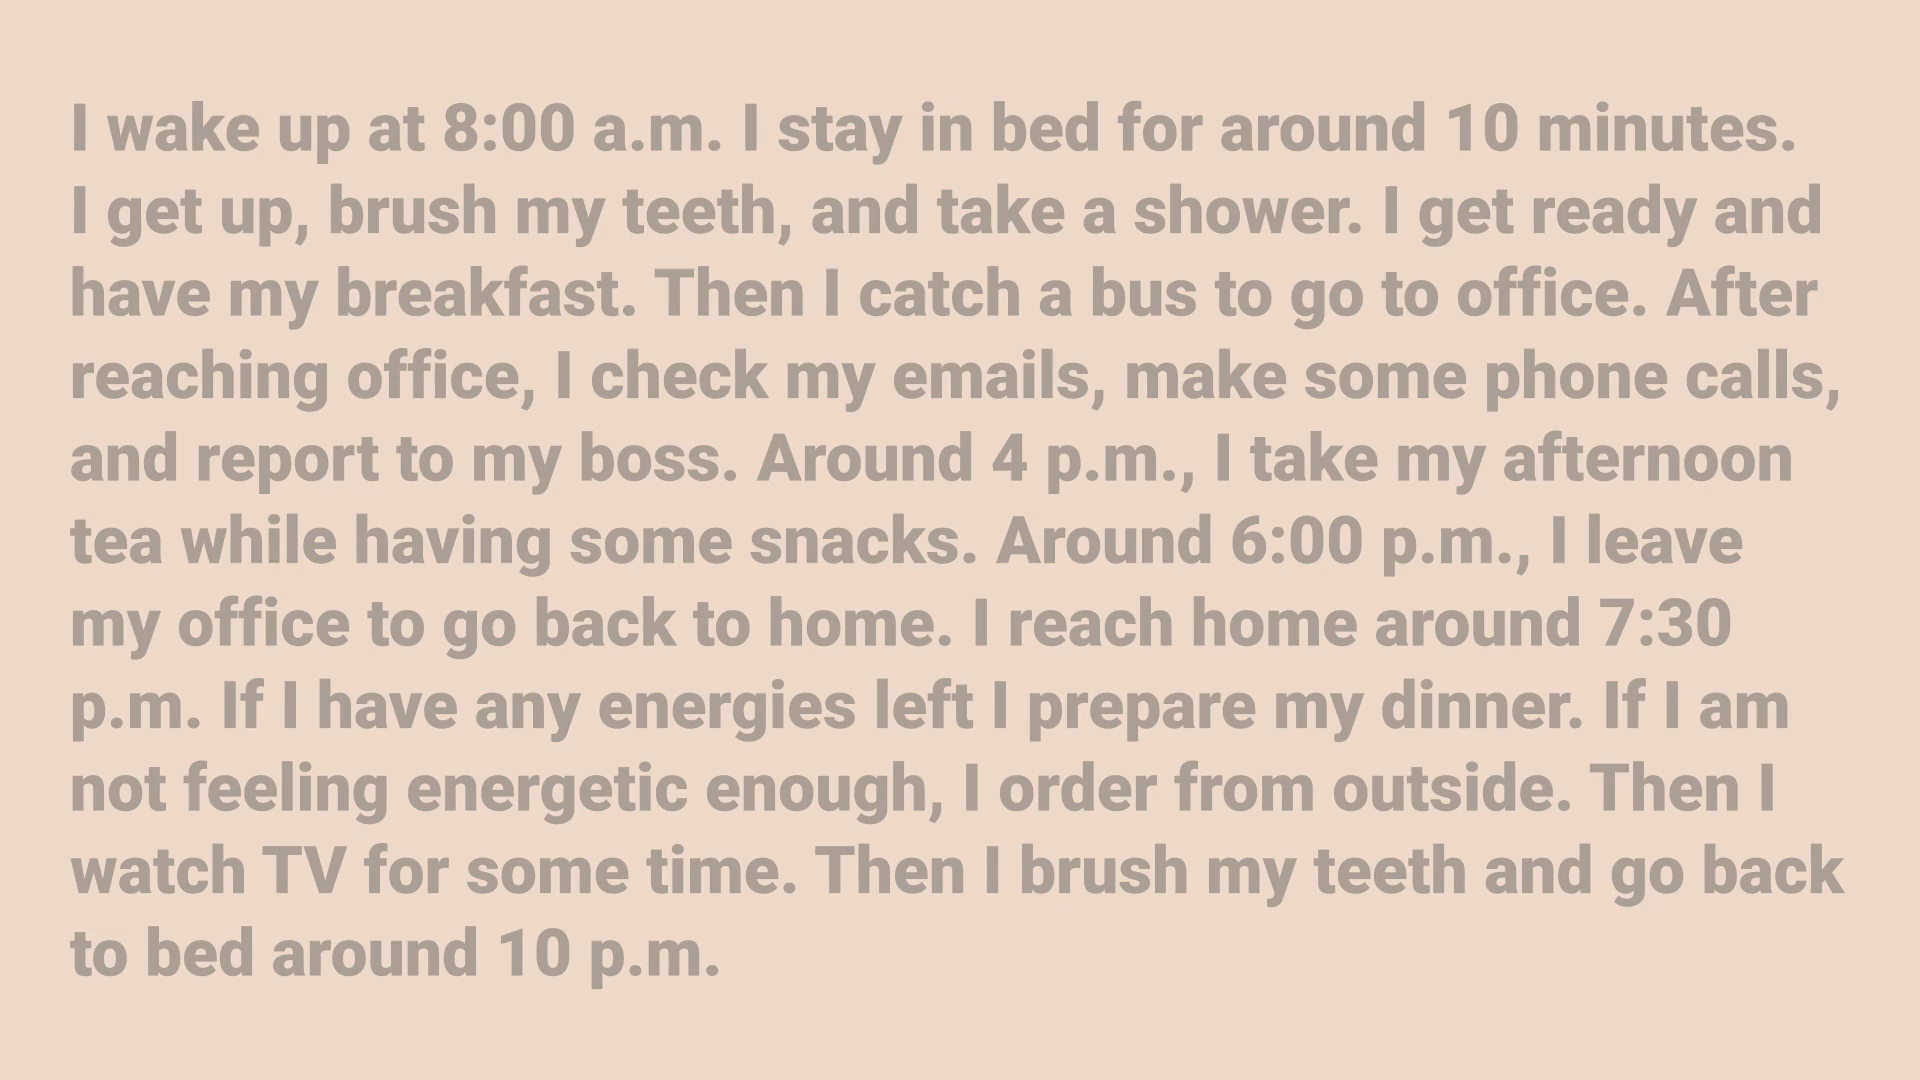 I wake up at 8:00 a.m. I stay in bed for around 10 minutes.
I get up, brush my teeth, and take a shower. I get ready and
have my breakfast. Then I catch a bus to go to office. After
reaching office, I check my emails, make some phone calls,
and report to my boss. Around 4 p.m., I take my afternoon
tea while having some snacks. Around 6:00 p.m., I leave
my office to go back to home. I reach home around 7:30
p.m. If I have any energies left I prepare my dinner. If I am
not feeling energetic enough, I order from outside. Then I
watch TV for some time. Then I brush my teeth and go back
to bed around 10 p.m.